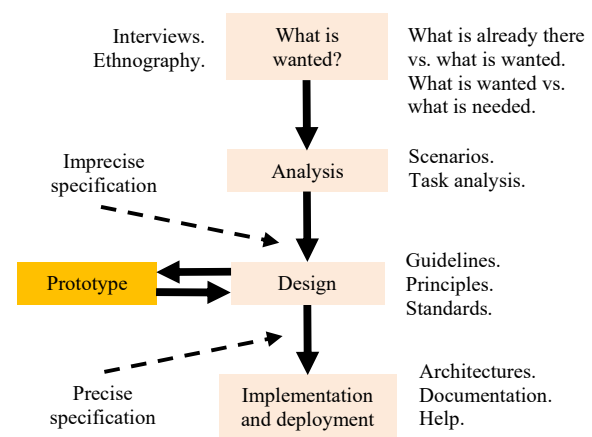 Interviews.
Ethnography.
What is
wanted?
What is already there
vs. what is wanted.
What is wanted vs.
what is needed.
Imprecise
specification
Analysis
Scenarios.
Task analysis.
Prototype
Design
Guidelines.
Principles.
Standards.
Precise
specification
Implementation
and deployment
Architectures.
Documentation.
Help.